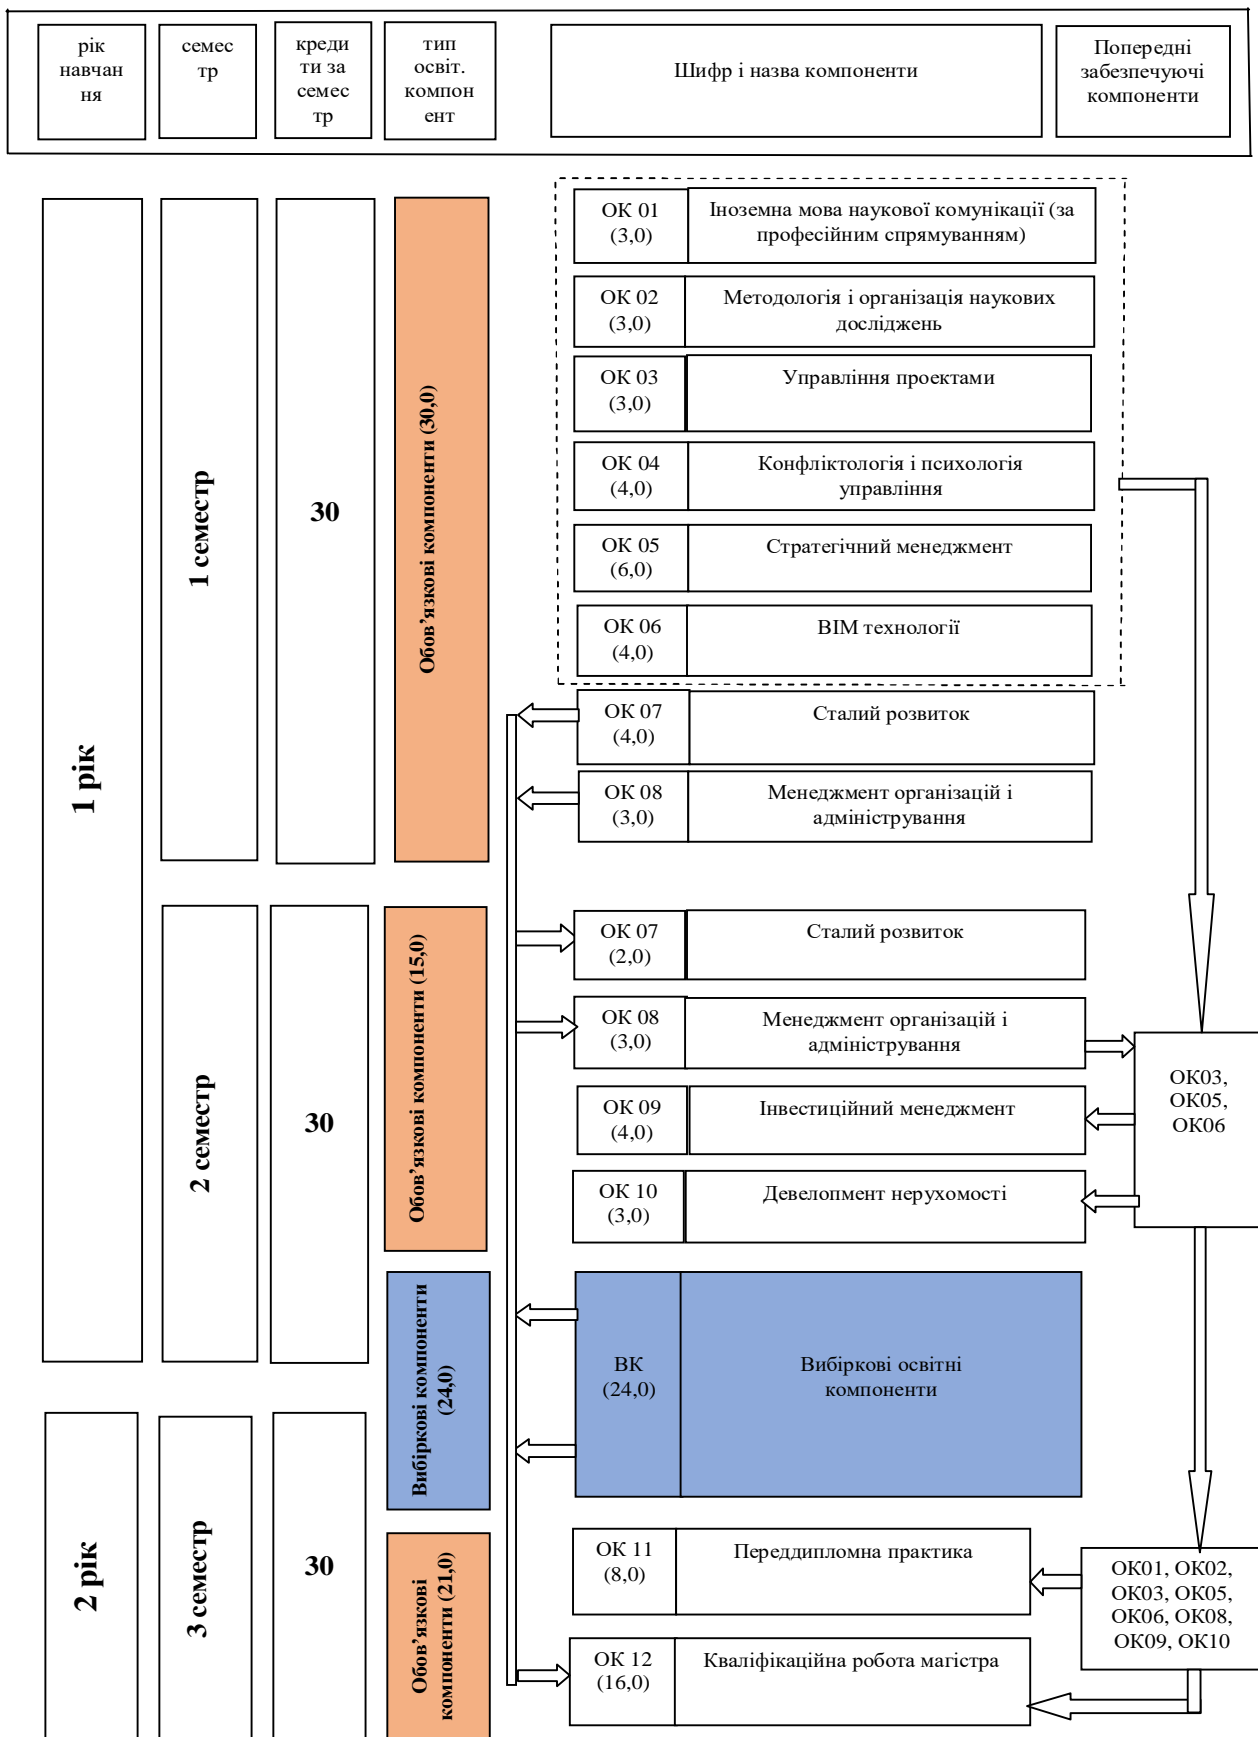 рік
навчан
ня
семес
тр
креди
ти за
семес
тр
тип
освіт.
компон
ент
Шифр і назва компоненти
Попередні
забезпечуючі
компоненти
1 рік
1 семестр
30
Обов’язкові компоненти (30,0)
ОК 01
(3,0)
Іноземна мова наукової комунікації (за
професійним спрямуванням)
ОК 02
(3,0)
Методологія і організація наукових
досліджень
ОК 03
(3,0)
Управління проектами
ОК 04
(4,0)
Конфліктологія і психологія
управління
ОК 05
(6,0)
Стратегічний менеджмент
ОК 06
(4,0)
ВІМ технології
ОК 07
(4,0)
Сталий розвиток
ОК 08
(3,0)
Менеджмент організацій і
адміністрування
2 семестр
30
Обов’язкові компоненти (15,0)
ОК 07
(2,0)
Сталий розвиток
ОК 08
(3,0)
Менеджмент організацій і
адміністрування
ОК 09
(4,0)
Інвестиційний менеджмент
ОК 10
(3,0)
Девелопмент нерухомості
ОК03,
ОК05,
ОК06
Вибіркові компоненти
(24,0)
ВК
(24,0)
Вибіркові освітні
компоненти
2 рік
3 семестр
30
Обов’язкові
компоненти (21,0)
ОК 11
(8,0)
Переддипломна практика
ОК 12
(16,0)
Кваліфікаційна робота магістра
ОК01, ОК02,
ОК03, ОК05,
ОК06, ОК08,
ОК09, ОК10